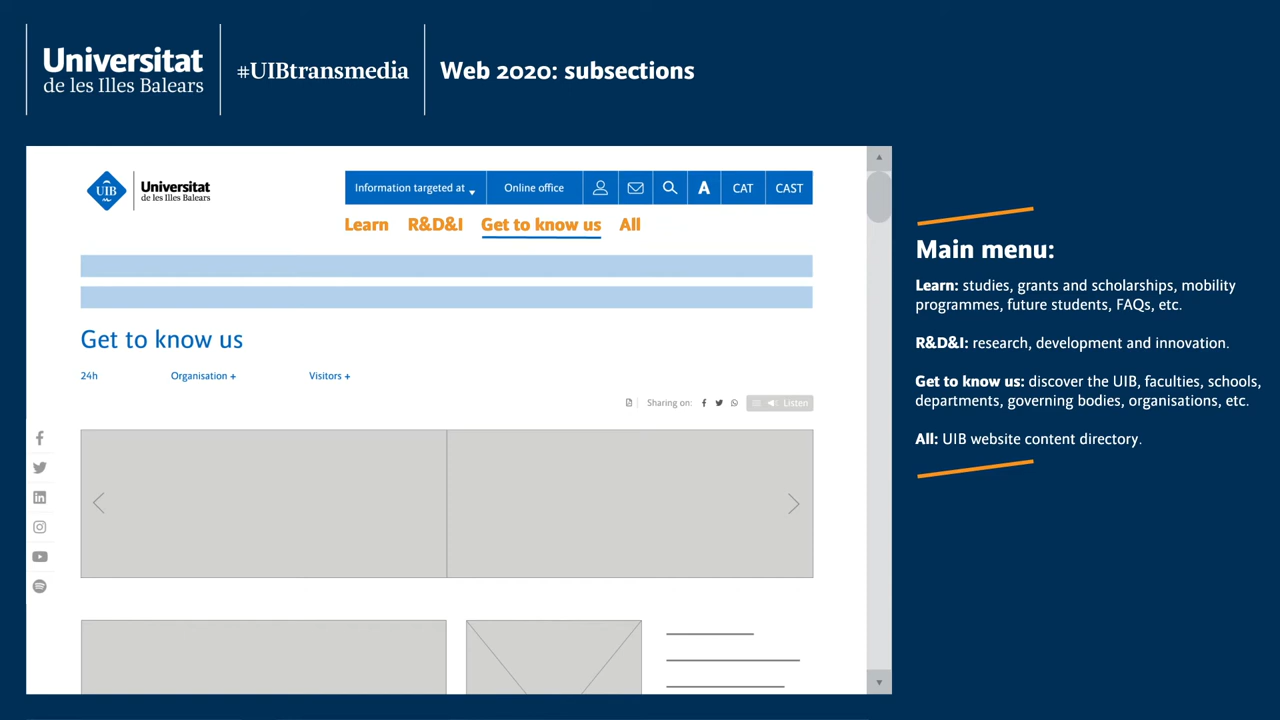 Universitat
de les Illes Balears
#UIBtransmedia
Web 2020: subsections
UIB
Universitat
de les Illes Balears
Information targeted at
Online office
A
CAT
CAST
Learn
R&D&I
Get to know us
All
Get to know us
24h
Organisation +
Visitors +
Sharing on:
Listen
Main menu:
Learn: studies, grants and scholarships, mobility
programmes, future students, FAQs, etc.
R&D&I: research, development and innovation.
Get to know us: discover the UIB, faculties, schools,
departments, governing bodies, organisations, etc.
All: UIB website content directory.